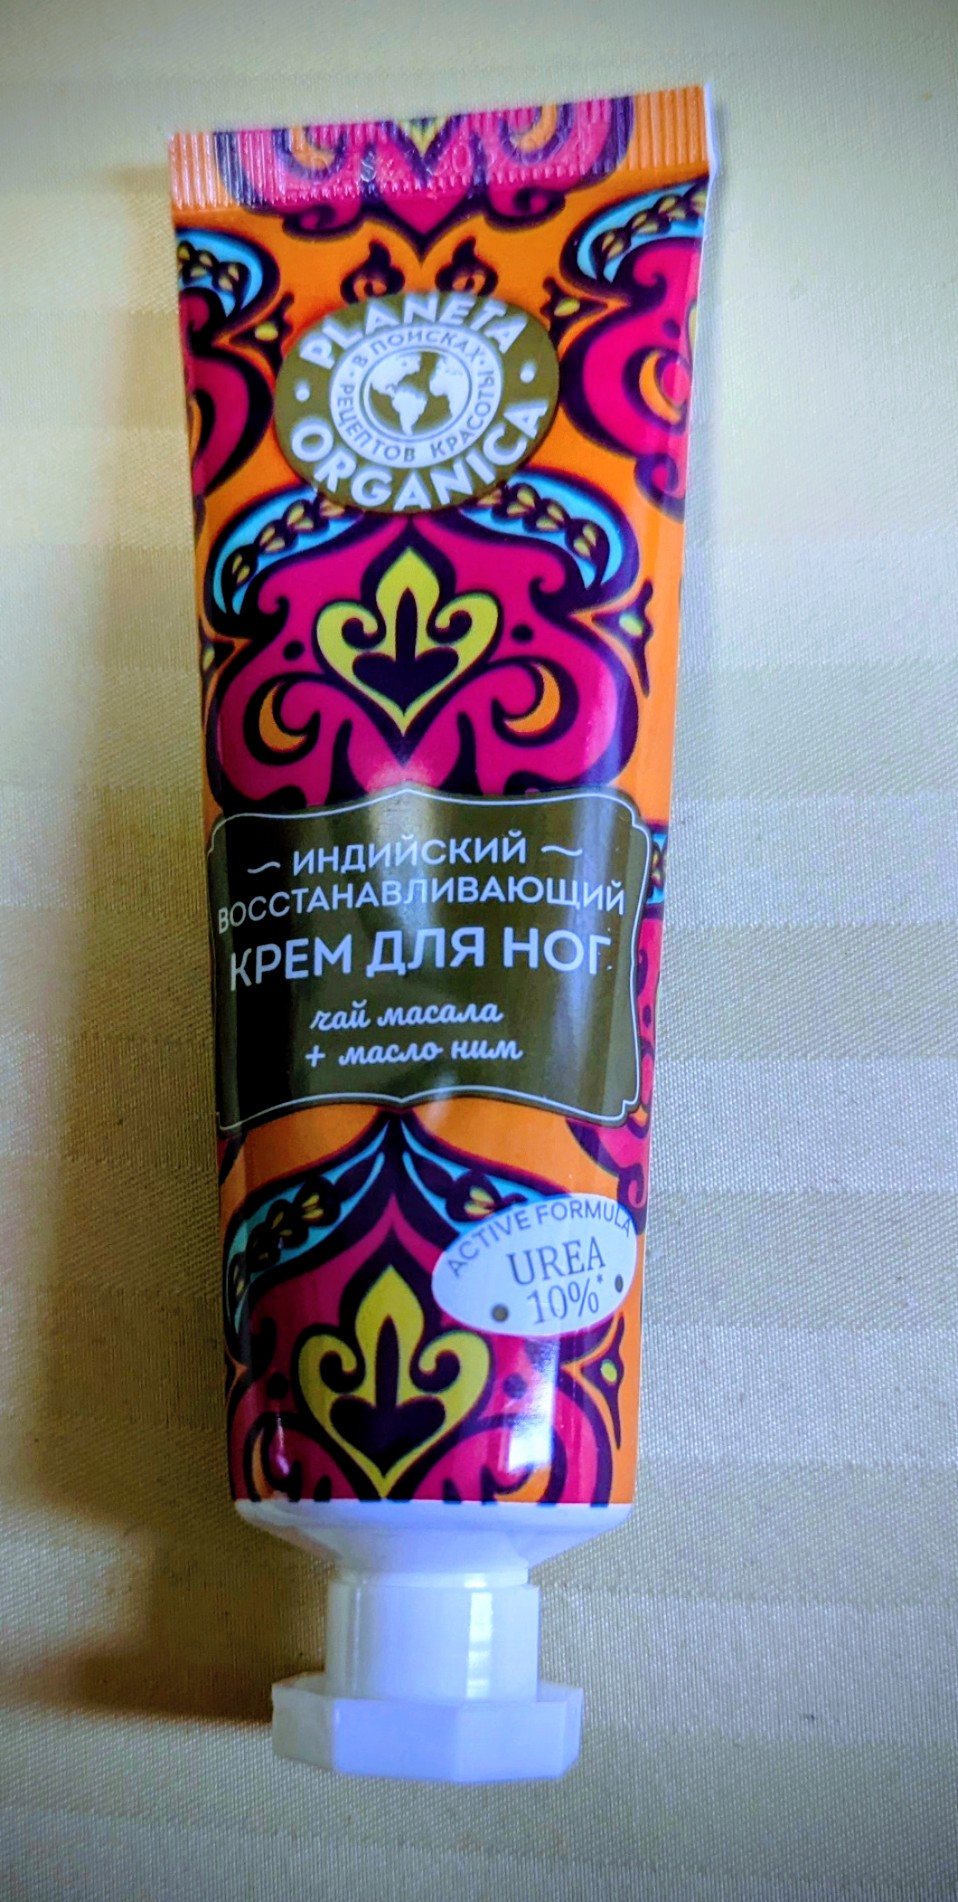 PLANETA
· В ПОИСКАХ ·
РЕЦЕПТОВ КРАСОТЫ
ORGANICA
~ ИНДИЙСКИЙ ~
ВОССТАНАВЛИВАЮЩИЙ
КРЕМ ДЛЯ НОГ
чай масала
+ масло ним
ACTIVE FORMULA
UREA
10%*